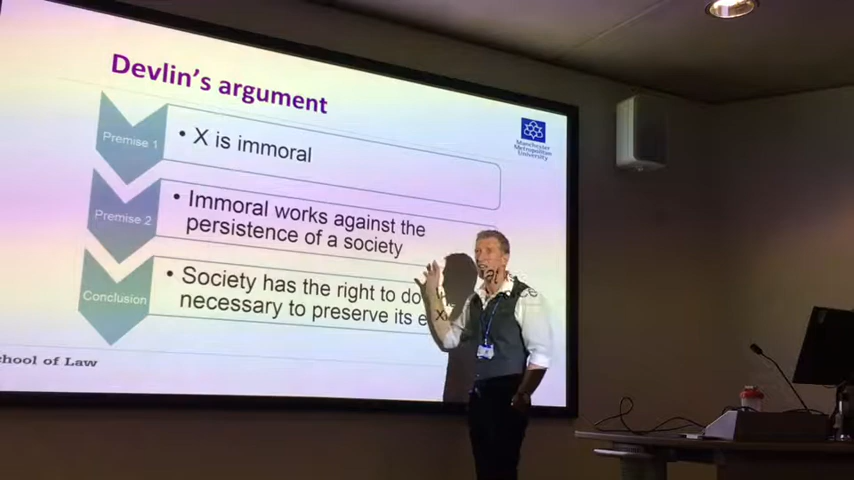 Devlin's argument
Manchester
Metropolitan
University
Premise 1
• X is immoral
Premise 2
• Immoral works against the
persistence of a society
Conclusion
• Society has the right to do
necessary to preserve its
School of Law